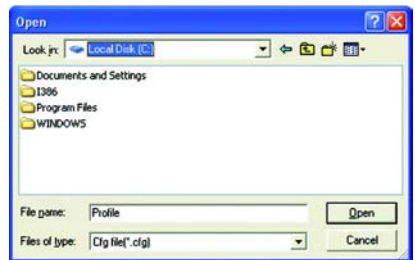 Open
Look in: Local Disk (C:)
Documents and Settings
I386
Program Files
WINDOWS
File name: Profile Open
Files of type: Cfg file(*.cfg) Cancel